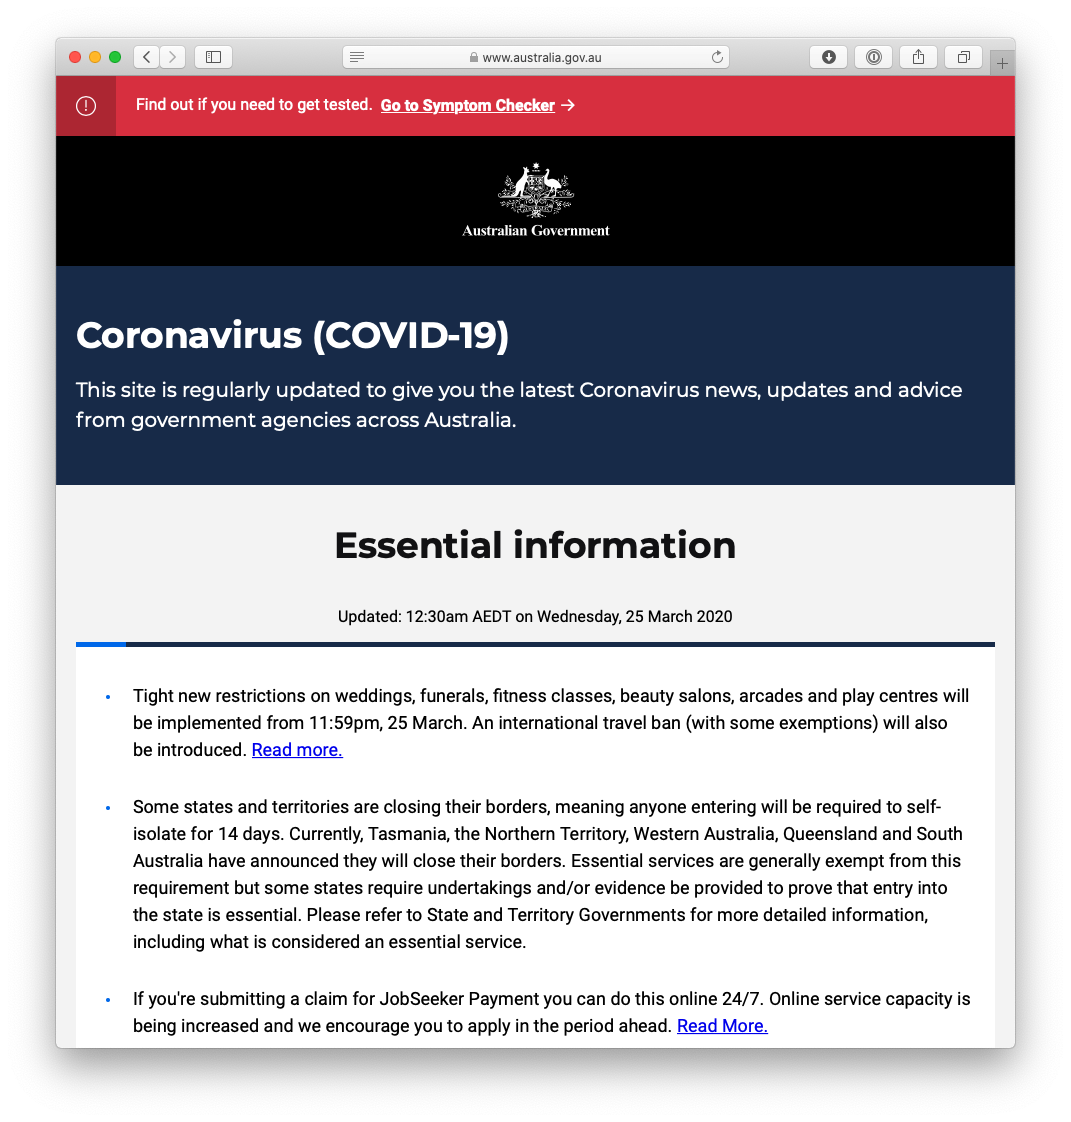 www.australia.gov.au
Find out if you need to get tested. Go to Symptom Checker →
Australian Government
Coronavirus (COVID-19)
This site is regularly updated to give you the latest Coronavirus news, updates and advice
from government agencies across Australia.
Essential information
Updated: 12:30am AEDT on Wednesday, 25 March 2020
Tight new restrictions on weddings, funerals, fitness classes, beauty salons, arcades and play centres will
be implemented from 11:59pm, 25 March. An international travel ban (with some exemptions) will also
be introduced. Read more.
Some states and territories are closing their borders, meaning anyone entering will be required to self-
isolate for 14 days. Currently, Tasmania, the Northern Territory, Western Australia, Queensland and South
Australia have announced they will close their borders. Essential services are generally exempt from this
requirement but some states require undertakings and/or evidence be provided to prove that entry into
the state is essential. Please refer to State and Territory Governments for more detailed information,
including what is considered an essential service.
If you're submitting a claim for JobSeeker Payment you can do this online 24/7. Online service capacity is
being increased and we encourage you to apply in the period ahead. Read More.